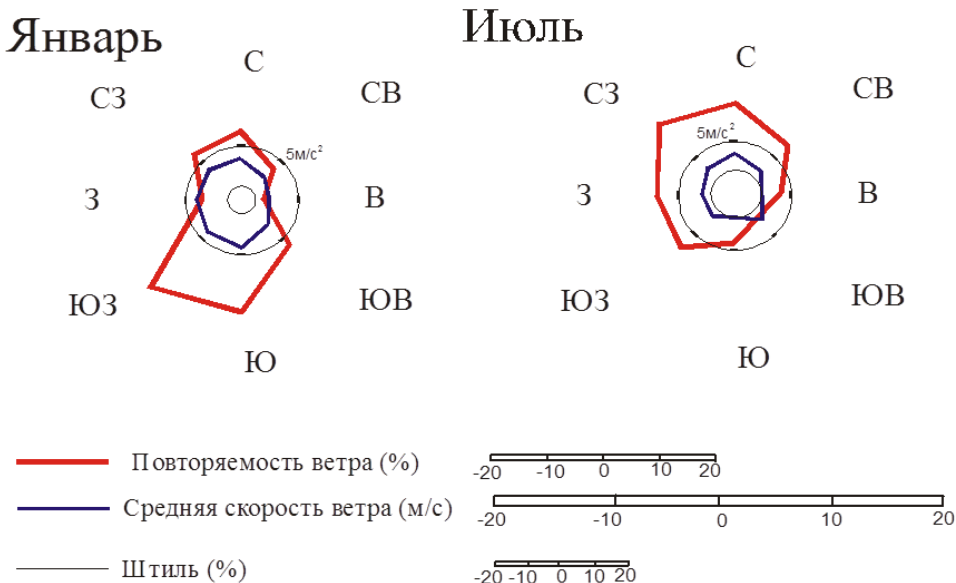 Январь
Июль
С
СЗ
СВ
5м/с²
З
В
ЮЗ
ЮВ
Ю
С
СЗ
СВ
5м/с²
З
В
ЮЗ
ЮВ
Ю
Повторяемость ветра (%)
-20 -10 0 10 20
Средняя скорость ветра (м/с)
-20 -10 0 10 20
Штиль (%)
-20 -10 0 10 20